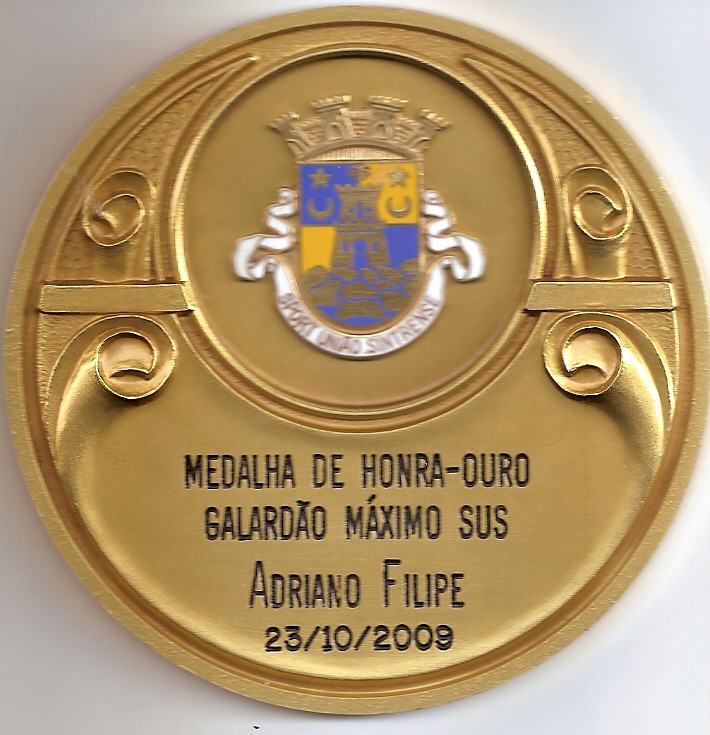 SPORT UNIÃO SINTRENSE
MEDALHA DE HONRA-OURO
GALARDÃO MÁXIMO SUS
ADRIANO FILIPE
23/10/2009